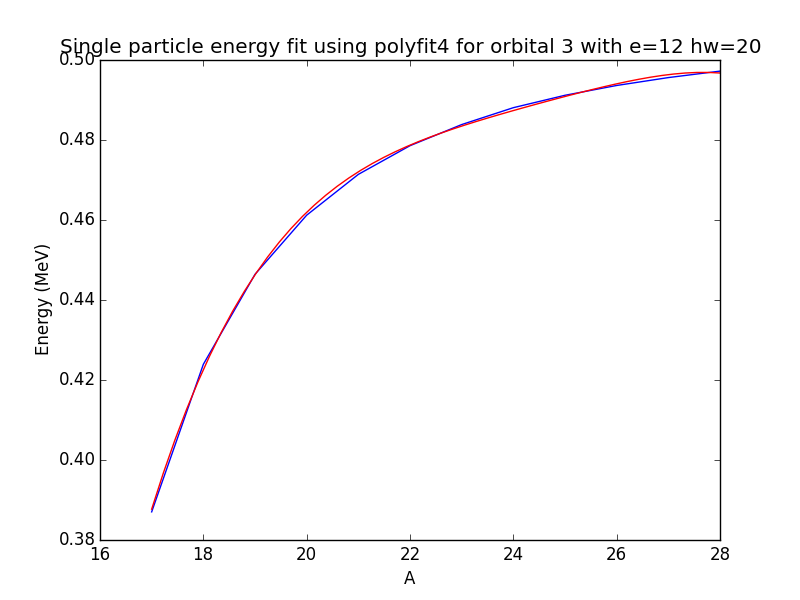 Single particle energy fit using polyfit4 for orbital 3 with e=12 hw=20
0.50
0.48
0.46
0.44
0.42
0.40
0.38
Energy (MeV)
16 18 20 22 24 26 28
A